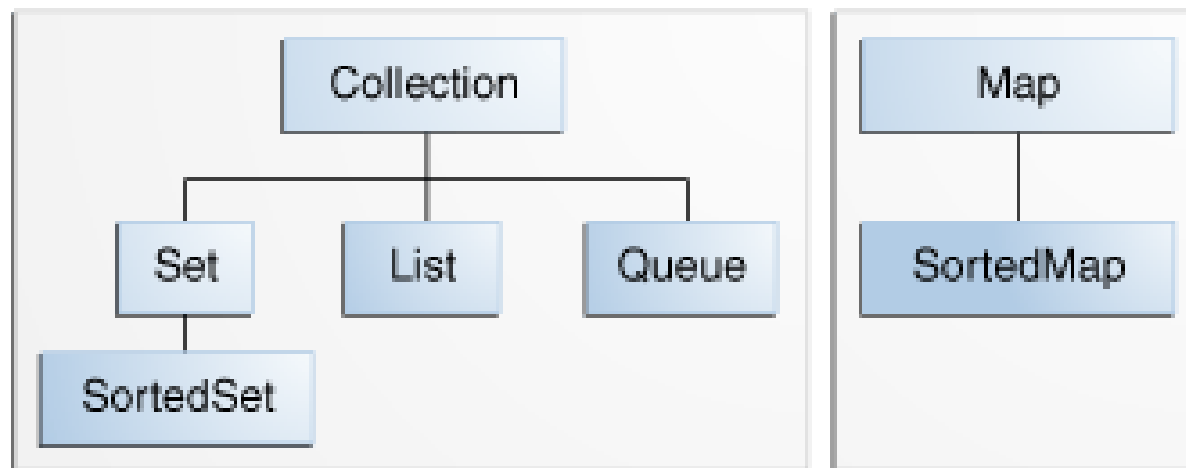 Collection
Map
Set
List
Queue
SortedMap
SortedSet